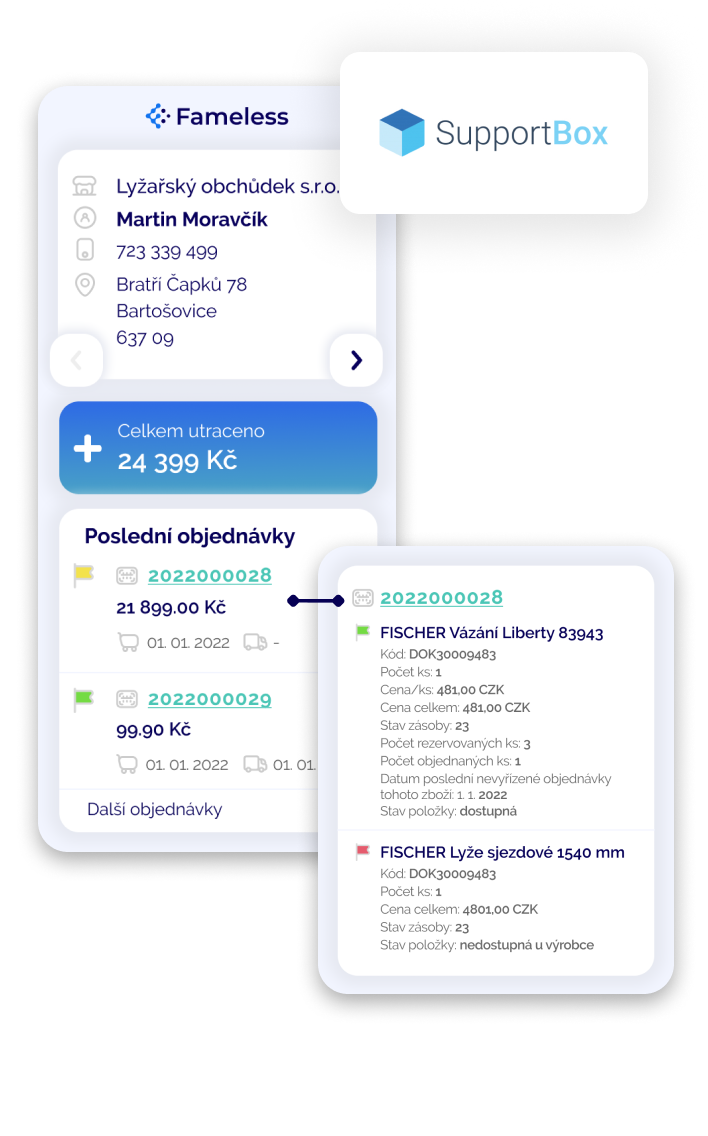 Fameless
SupportBox
Lyžařský obchůdek s.r.o.
Martin Moravčík
723 339 499
Bratří Čapků 78
Bartošovice
637 09
Celkem utraceno
24 399 Kč
Poslední objednávky
2022000028
21 899.00 Kč
01. 01. 2022 -
2022000029
99.90 Kč
01. 01. 2022 01. 01.
Další objednávky
2022000028
FISCHER Vázání Liberty 83943
Kód: DOK30009483
Počet ks: 1
Cena/ks: 481,00 CZK
Cena celkem: 481,00 CZK
Stav zásoby: 23
Počet rezervovaných ks: 3
Počet objednaných ks: 1
Datum poslední nevyřízené objednávky
tohoto zboží: 1. 1. 2022
Stav položky: dostupná
FISCHER Lyže sjezdové 1540 mm
Kód: DOK30009483
Počet ks: 1
Cena celkem: 4801,00 CZK
Stav zásoby: 23
Stav položky: nedostupná u výrobce